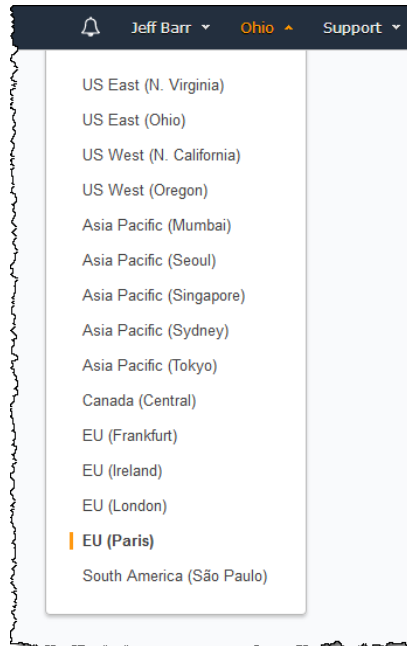 Jeff Barr Ohio Support
US East (N. Virginia)
US East (Ohio)
US West (N. California)
US West (Oregon)
Asia Pacific (Mumbai)
Asia Pacific (Seoul)
Asia Pacific (Singapore)
Asia Pacific (Sydney)
Asia Pacific (Tokyo)
Canada (Central)
EU (Frankfurt)
EU (Ireland)
EU (London)
EU (Paris)
South America (São Paulo)